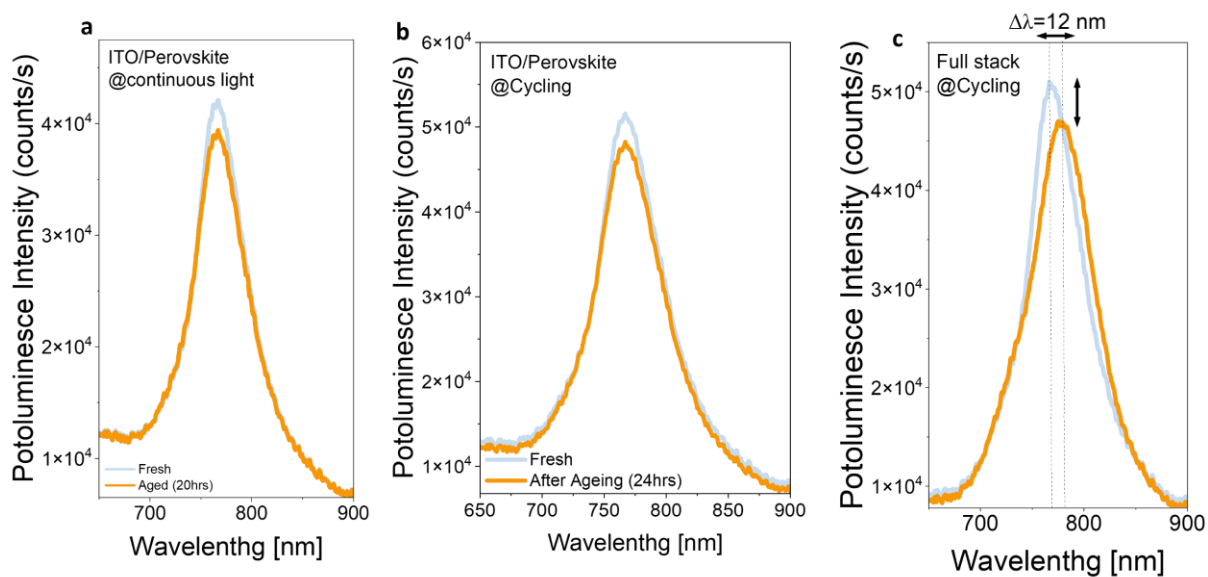 a
ITO/Perovskite
@continuous light
Potoluminesce Intensity (counts/s)
4×10⁴
3×10⁴
2×10⁴
1×10⁴
Fresh
Aged (20hrs)
700
800
900
Wavelenthg [nm]
b
ITO/Perovskite
@Cycling
Potoluminesce Intensity (counts/s)
6×10⁴
5×10⁴
4×10⁴
3×10⁴
2×10⁴
1×10⁴
Fresh
After Ageing (24hrs)
650
700
750
800
850
900
Wavelenthg [nm]
Δλ=12 nm
c
Full stack
@Cycling
Potoluminesce Intensity (counts/s)
5×10⁴
4×10⁴
3×10⁴
2×10⁴
1×10⁴
700
800
900
Wavelenthg [nm]